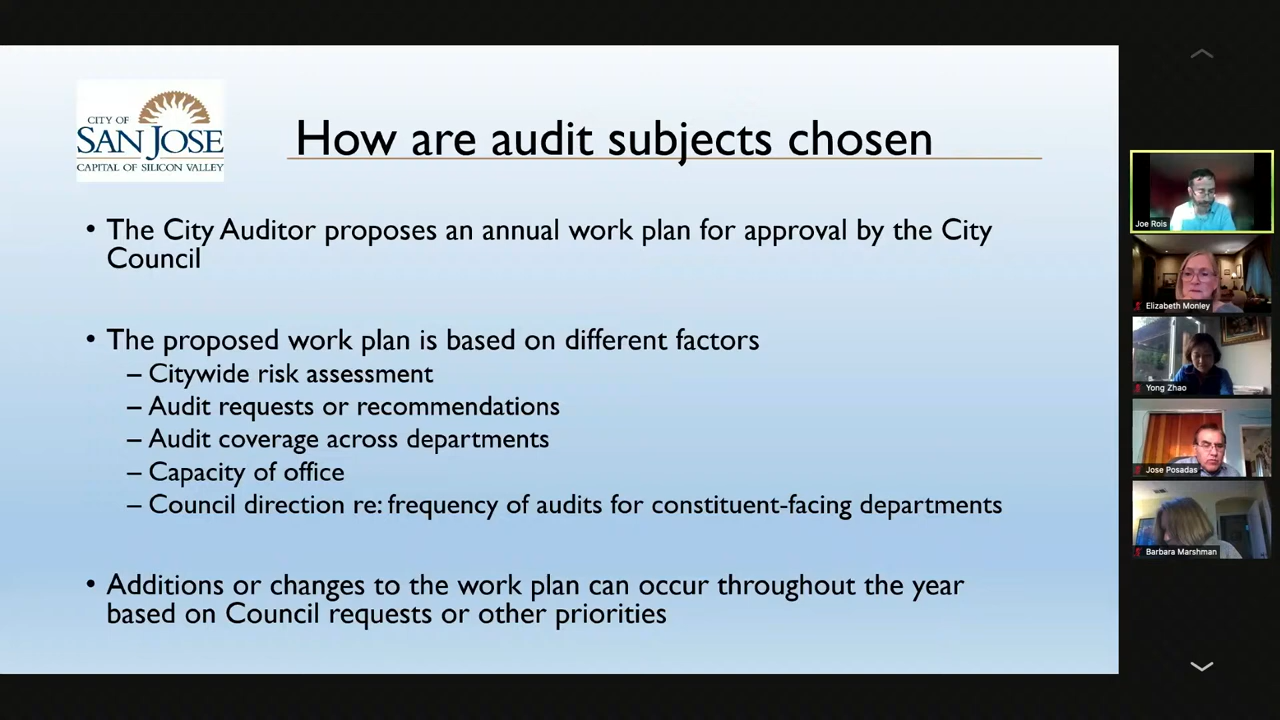 CITY OF
SAN JOSE
CAPITAL OF SILICON VALLEY
How are audit subjects chosen
• The City Auditor proposes an annual work plan for approval by the City
Council
• The proposed work plan is based on different factors
– Citywide risk assessment
– Audit requests or recommendations
– Audit coverage across departments
– Capacity of office
– Council direction re: frequency of audits for constituent-facing departments
• Additions or changes to the work plan can occur throughout the year
based on Council requests or other priorities
Joe Rois
Elizabeth Monley
Yong Zhao
Jose Posadas
Barbara Marshman